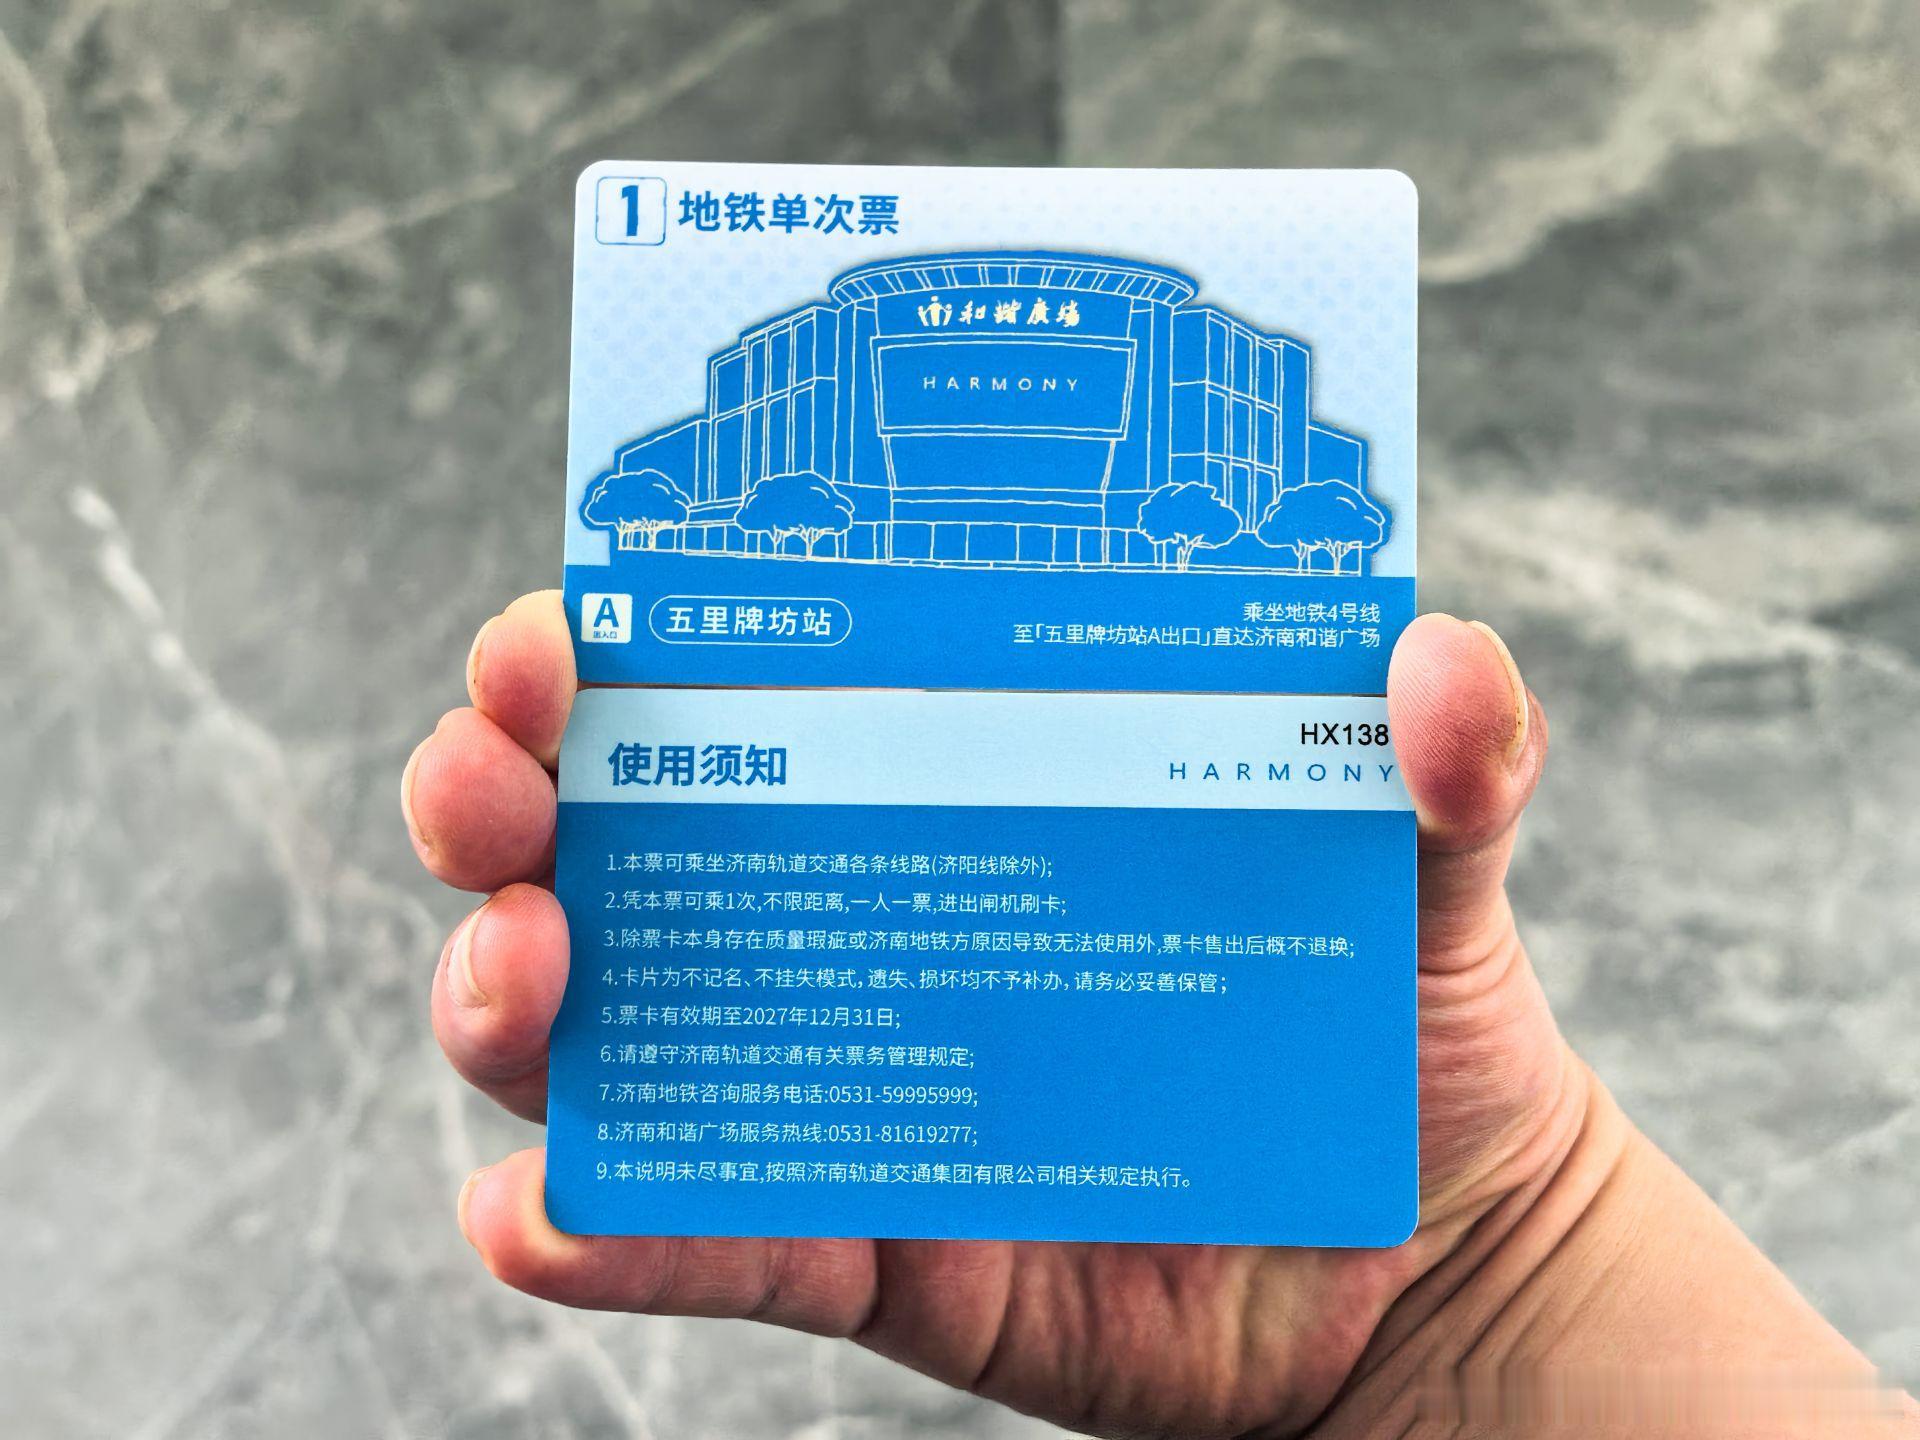 1 地铁单次票
和谐廣場
HARMONY
A 五里牌坊站
出入口
乘坐地铁4号线
至「五里牌坊站A出口」直达济南和谐广场
HX138
使用须知
HARMONY
1.本票可乘坐济南轨道交通各条线路(济阳线除外);
2.凭本票可乘1次,不限距离,一人一票,进出闸机刷卡;
3.除票卡本身存在质量瑕疵或济南地铁方原因导致无法使用外,票卡售出后概不退换;
4.卡片为不记名、不挂失模式,遗失、损坏均不予补办,请务必妥善保管;
5.票卡有效期至2027年12月31日;
6.请遵守济南轨道交通有关票务管理规定;
7.济南地铁咨询服务电话:0531-59995999;
8.济南和谐广场服务热线:0531-81619277;
9.本说明未尽事宜,按照济南轨道交通集团有限公司相关规定执行。